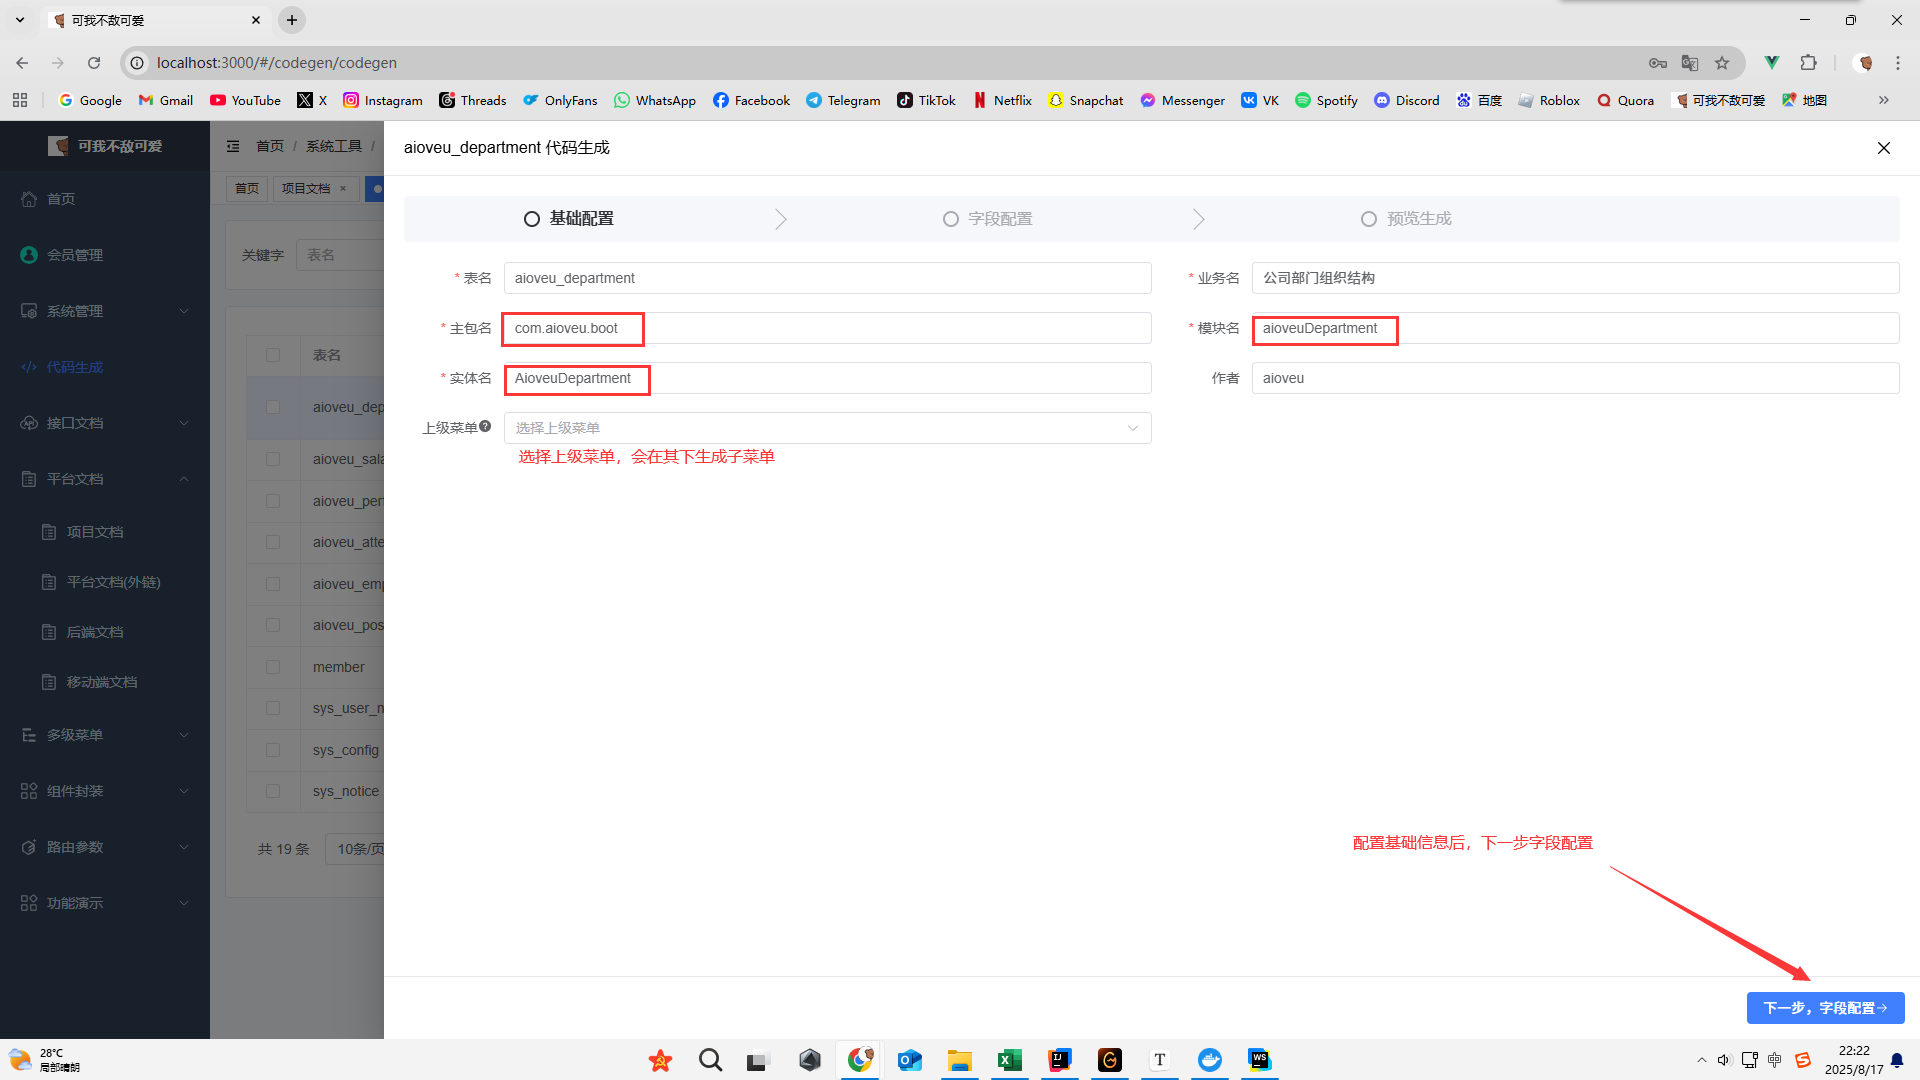 可我不敌可爱
localhost:3000/#/codegen/codegen
Google Gmail YouTube X Instagram Threads OnlyFans WhatsApp Facebook Telegram TikTok Netflix Snapchat Messenger VK Spotify Discord 百度 Roblox Quora 可我不敌可爱 地图
可我不敌可爱
首页 / 系统工具 /
aioveu_department 代码生成
首页 项目文档
首页
会员管理
系统管理
代码生成
接口文档
平台文档
项目文档
平台文档(外链)
后端文档
移动端文档
多级菜单
组件封装
路由参数
功能演示
关键字 表名
表名
aioveu_dep
aioveu_sala
aioveu_per
aioveu_atte
aioveu_emp
aioveu_pos
member
sys_user_n
sys_config
sys_notice
共 19 条 10条/页
基础配置 字段配置 预览生成
* 表名 aioveu_department
* 业务名 公司部门组织结构
* 主包名 com.aioveu.boot
* 模块名 aioveuDepartment
* 实体名 AioveuDepartment
作者 aioveu
上级菜单 选择上级菜单
选择上级菜单，会在其下生成子菜单
配置基础信息后，下一步字段配置
下一步，字段配置
28°C
局部晴朗
中
22:22
2025/8/17